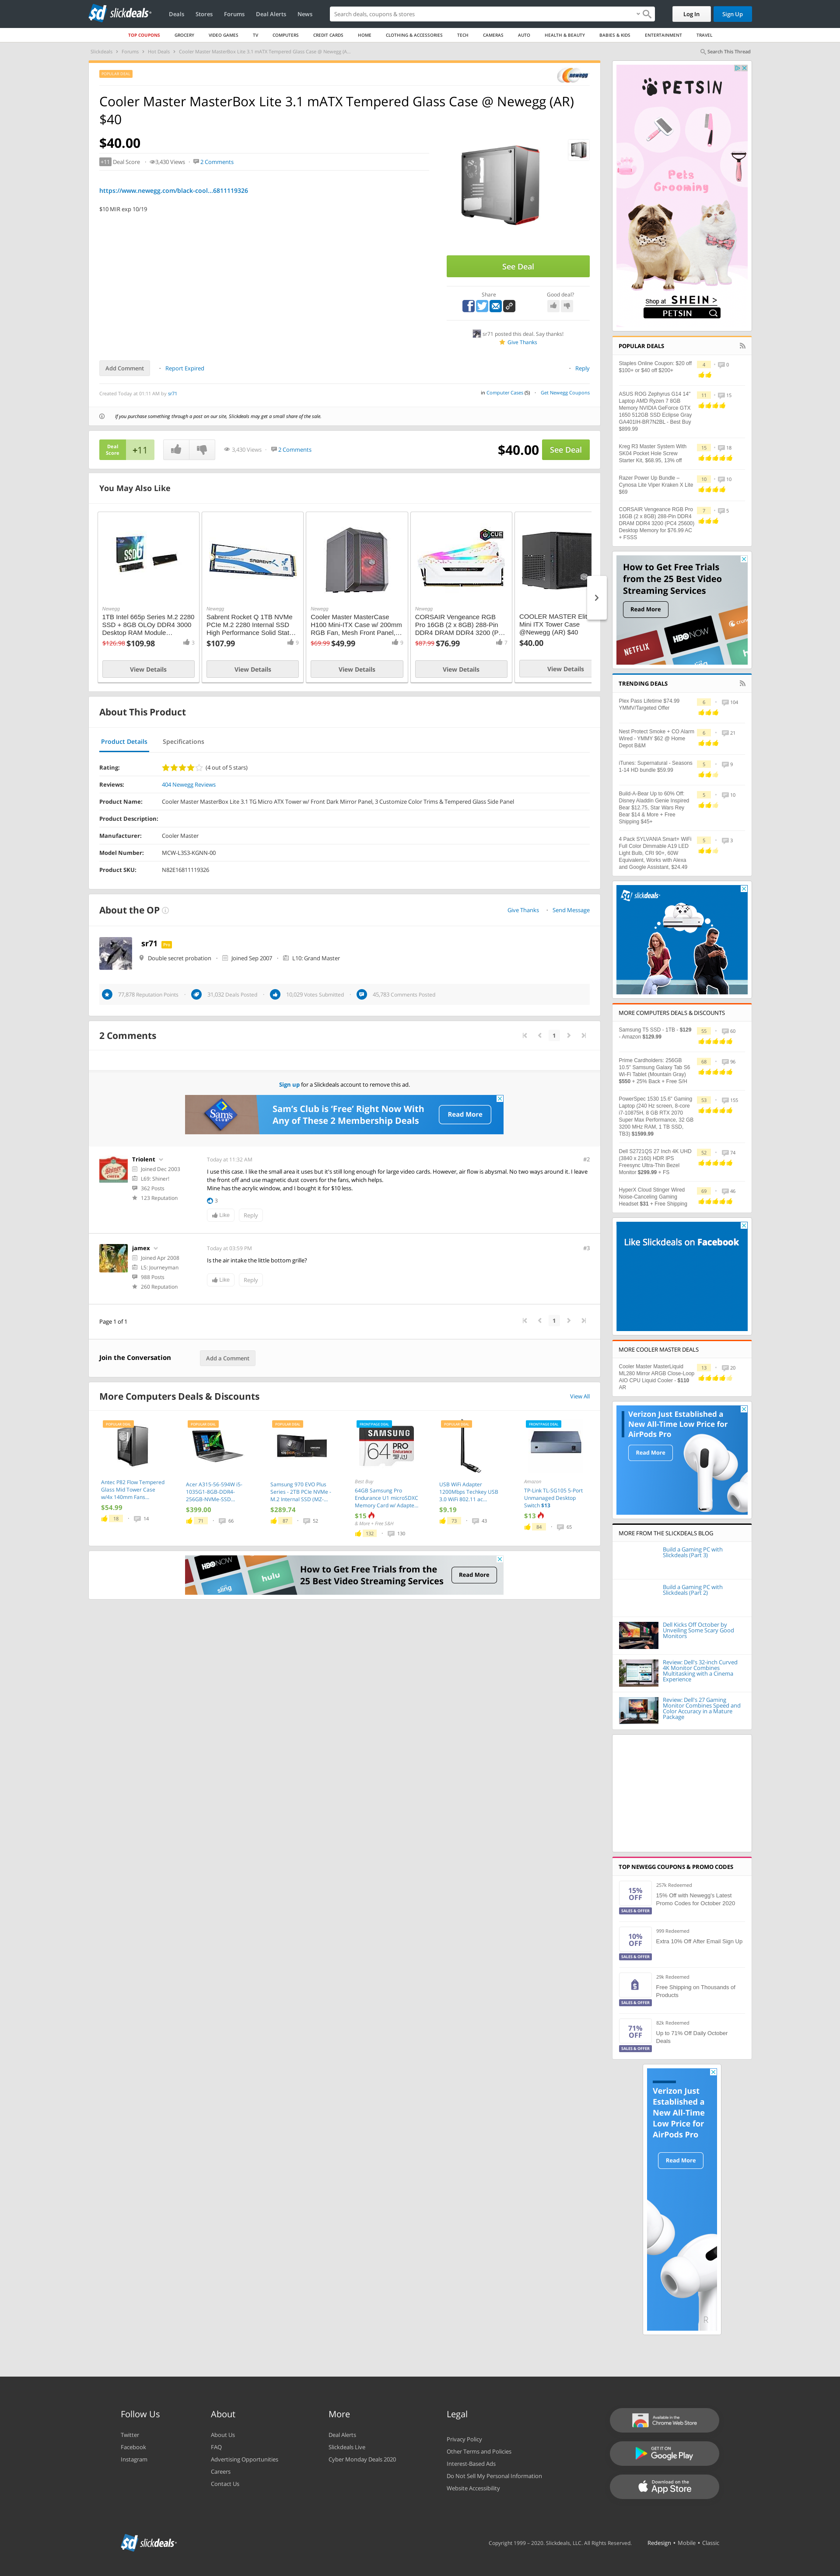 slickdeals
Deals
Stores
Forums
Deal Alerts
News
Search deals, coupons & stores
Log In
Sign Up
TOP COUPONS
GROCERY
VIDEO GAMES
TV
COMPUTERS
CREDIT CARDS
HOME
CLOTHING & ACCESSORIES
TECH
CAMERAS
AUTO
HEALTH & BEAUTY
BABIES & KIDS
ENTERTAINMENT
TRAVEL
Slickdeals > Forums > Hot Deals > Cooler Master MasterBox Lite 3.1 mATX Tempered Glass Case @ Newegg (A...
Search This Thread
POPULAR DEAL
newegg
Cooler Master MasterBox Lite 3.1 mATX Tempered Glass Case @ Newegg (AR)
$40
$40.00
+11 Deal Score
3,430 Views
2 Comments
https://www.newegg.com/black-cool...6811119326
$10 MIR exp 10/19
See Deal
Share
Good deal?
sr71 posted this deal. Say thanks!
Give Thanks
Add Comment
Report Expired
Reply
Created Today at 01:11 AM by sr71
in Computer Cases (5)
Get Newegg Coupons
If you purchase something through a post on our site, Slickdeals may get a small share of the sale.
Deal
Score
+11
3,430 Views
2 Comments
$40.00
See Deal
You May Also Like
Newegg
1TB Intel 665p Series M.2 2280
SSD + 8GB OLOy DDR4 3000
Desktop RAM Module...
$126.98 $109.98
3
View Details
Newegg
Sabrent Rocket Q 1TB NVMe
PCIe M.2 2280 Internal SSD
High Performance Solid Stat...
$107.99
9
View Details
Newegg
Cooler Master MasterCase
H100 Mini-ITX Case w/ 200mm
RGB Fan, Mesh Front Panel,...
$69.99 $49.99
9
View Details
Newegg
CORSAIR Vengeance RGB
Pro 16GB (2 x 8GB) 288-Pin
DDR4 DRAM DDR4 3200 (P...
$87.99 $76.99
7
View Details
COOLER MASTER Elit
Mini ITX Tower Case
@Newegg (AR) $40
$40.00
View Details
About This Product
Product Details
Specifications
Rating:
(4 out of 5 stars)
Reviews:
404 Newegg Reviews
Product Name:
Cooler Master MasterBox Lite 3.1 TG Micro ATX Tower w/ Front Dark Mirror Panel, 3 Customize Color Trims & Tempered Glass Side Panel
Product Description:
Manufacturer:
Cooler Master
Model Number:
MCW-L3S3-KGNN-00
Product SKU:
N82E16811119326
About the OP
Give Thanks
Send Message
sr71
Pro
Double secret probation
Joined Sep 2007
L10: Grand Master
77,878 Reputation Points
31,032 Deals Posted
10,029 Votes Submitted
45,783 Comments Posted
2 Comments
1
Sign up for a Slickdeals account to remove this ad.
Sam's Club
Sam's Club is 'Free' Right Now With
Any of These 2 Membership Deals
Read More
Triolent
Joined Dec 2003
L69: Shiner!
362 Posts
123 Reputation
Today at 11:32 AM
#2
I use this case. I like the small area it uses but it's still long enough for large video cards. However, air flow is abysmal. No two ways around it. I leave
the front off and use magnetic dust covers for the fans, which helps.
Mine has the acrylic window, and I bought it for $10 less.
3
Like
Reply
jamex
Joined Apr 2008
L5: Journeyman
988 Posts
260 Reputation
Today at 03:59 PM
#3
Is the air intake the little bottom grille?
Like
Reply
Page 1 of 1
1
Join the Conversation
Add a Comment
More Computers Deals & Discounts
View All
POPULAR DEAL
Antec P82 Flow Tempered
Glass Mid Tower Case
w/4x 140mm Fans...
$54.99
18
14
POPULAR DEAL
Acer A315-56-594W-i5-
1035G1-8GB-DDR4-
256GB-NVMe-SSD...
$399.00
71
66
POPULAR DEAL
Samsung 970 EVO Plus
Series - 2TB PCIe NVMe -
M.2 Internal SSD (MZ-...
$289.74
87
52
FRONTPAGE DEAL
SAMSUNG
64 PRO
ENDURANCE
Best Buy
64GB Samsung Pro
Endurance U1 microSDXC
Memory Card w/ Adapte...
$15
& More + Free S&H
132
130
POPULAR DEAL
USB WiFi Adapter
1200Mbps Techkey USB
3.0 WiFi 802.11 ac...
$9.19
73
43
FRONTPAGE DEAL
Amazon
TP-Link TL-SG105 5-Port
Unmanaged Desktop
Switch $13
$13
84
65
HBO NOW
sling
hulu
How to Get Free Trials from the
25 Best Video Streaming Services
Read More
PETSIN
Pets Grooming
Shop at SHEIN >
PETSIN
POPULAR DEALS
Staples Online Coupon: $20 off
$100+ or $40 off $200+
4
0
ASUS ROG Zephyrus G14 14"
Laptop AMD Ryzen 7 8GB
Memory NVIDIA GeForce GTX
1650 512GB SSD Eclipse Gray
GA401IH-BR7N2BL - Best Buy
$899.99
11
15
Kreg R3 Master System With
SK04 Pocket Hole Screw
Starter Kit, $68.95, 13% off
15
18
Razer Power Up Bundle –
Cynosa Lite Viper Kraken X Lite
$69
10
10
CORSAIR Vengeance RGB Pro
16GB (2 x 8GB) 288-Pin DDR4
DRAM DDR4 3200 (PC4 25600)
Desktop Memory for $76.99 AC
+ FSSS
7
5
How to Get Free Trials
from the 25 Best Video
Streaming Services
Read More
NETFLIX
HBO NOW
sling
hulu
TRENDING DEALS
Plex Pass Lifetime $74.99
YMMV/Targeted Offer
6
104
Nest Protect Smoke + CO Alarm
Wired - YMMY $62 @ Home
Depot B&M
6
21
iTunes: Supernatural - Seasons
1-14 HD bundle $59.99
5
9
Build-A-Bear Up to 60% Off:
Disney Aladdin Genie Inspired
Bear $12.75, Star Wars Rey
Bear $14 & More + Free
Shipping $45+
5
10
4 Pack SYLVANIA Smart+ WiFi
Full Color Dimmable A19 LED
Light Bulb, CRI 90+, 60W
Equivalent, Works with Alexa
and Google Assistant, $24.49
5
3
slickdeals
MORE COMPUTERS DEALS & DISCOUNTS
Samsung T5 SSD - 1TB - $129
- Amazon $129.99
55
60
Prime Cardholders: 256GB
10.5" Samsung Galaxy Tab S6
Wi-Fi Tablet (Mountain Gray)
$550 + 25% Back + Free S/H
68
96
PowerSpec 1530 15.6" Gaming
Laptop (240 Hz screen, 8-core
i7-10875H, 8 GB RTX 2070
Super Max Performance, 32 GB
3200 MHz RAM, 1 TB SSD,
TB3) $1599.99
53
155
Dell S2721QS 27 Inch 4K UHD
(3840 x 2160) HDR IPS
Freesync Ultra-Thin Bezel
Monitor $299.99 + FS
52
74
HyperX Cloud Stinger Wired
Noise-Canceling Gaming
Headset $31 + Free Shipping
69
46
Like Slickdeals on Facebook
MORE COOLER MASTER DEALS
Cooler Master MasterLiquid
ML280 Mirror ARGB Close-Loop
AIO CPU Liquid Cooler - $110
AR
13
20
Verizon Just Established a
New All-Time Low Price for
AirPods Pro
Read More
MORE FROM THE SLICKDEALS BLOG
Build a Gaming PC with
Slickdeals (Part 3)
Build a Gaming PC with
Slickdeals (Part 2)
Dell Kicks Off October by
Unveiling Some Scary Good
Monitors
Review: Dell's 32-inch Curved
4K Monitor Combines
Multitasking with a Cinema
Experience
Review: Dell's 27 Gaming
Monitor Combines Speed and
Color Accuracy in a Mature
Package
TOP NEWEGG COUPONS & PROMO CODES
15%
OFF
SALES & OFFER
257k Redeemed
15% Off with Newegg's Latest
Promo Codes for October 2020
10%
OFF
SALES & OFFER
999 Redeemed
Extra 10% Off After Email Sign Up
SALES & OFFER
29k Redeemed
Free Shipping on Thousands of
Products
71%
OFF
SALES & OFFER
82k Redeemed
Up to 71% Off Daily October
Deals
Verizon Just
Established a
New All-Time
Low Price for
AirPods Pro
Read More
Follow Us
Twitter
Facebook
Instagram
About
About Us
FAQ
Advertising Opportunities
Careers
Contact Us
More
Deal Alerts
Slickdeals Live
Cyber Monday Deals 2020
Legal
Privacy Policy
Other Terms and Policies
Interest-Based Ads
Do Not Sell My Personal Information
Website Accessibility
Available in the
Chrome Web Store
GET IT ON
Google Play
Download on the
App Store
slickdeals
Copyright 1999 – 2020. Slickdeals, LLC. All Rights Reserved.
Redesign • Mobile • Classic